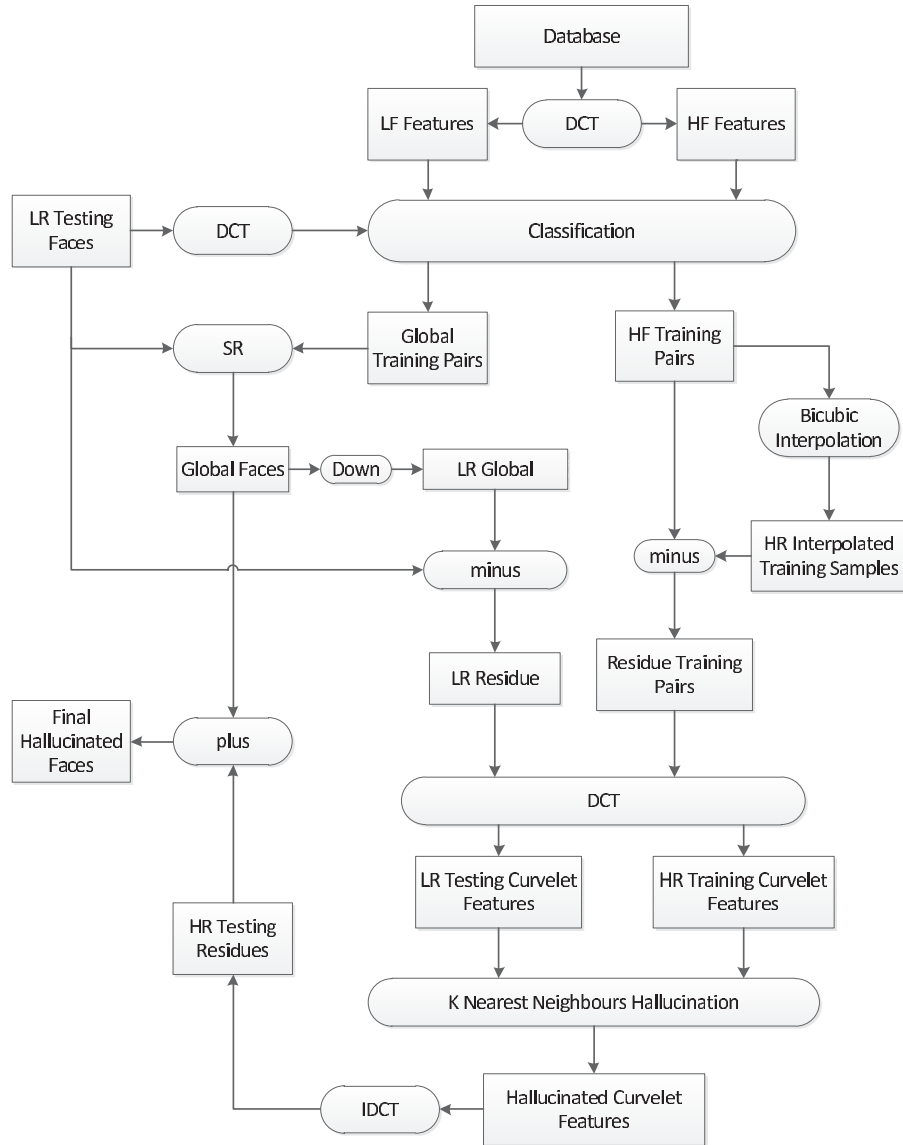 Database
LF Features
DCT
HF Features
LR Testing
Faces
DCT
Classification
SR
Global
Training Pairs
HF Training
Pairs
Bicubic
Interpolation
Global Faces
Down
LR Global
minus
minus
HR Interpolated
Training Samples
LR Residue
Residue Training
Pairs
Final
Hallucinated
Faces
plus
DCT
LR Testing Curvelet
Features
HR Training Curvelet
Features
HR Testing
Residues
K Nearest Neighbours Hallucination
IDCT
Hallucinated Curvelet
Features